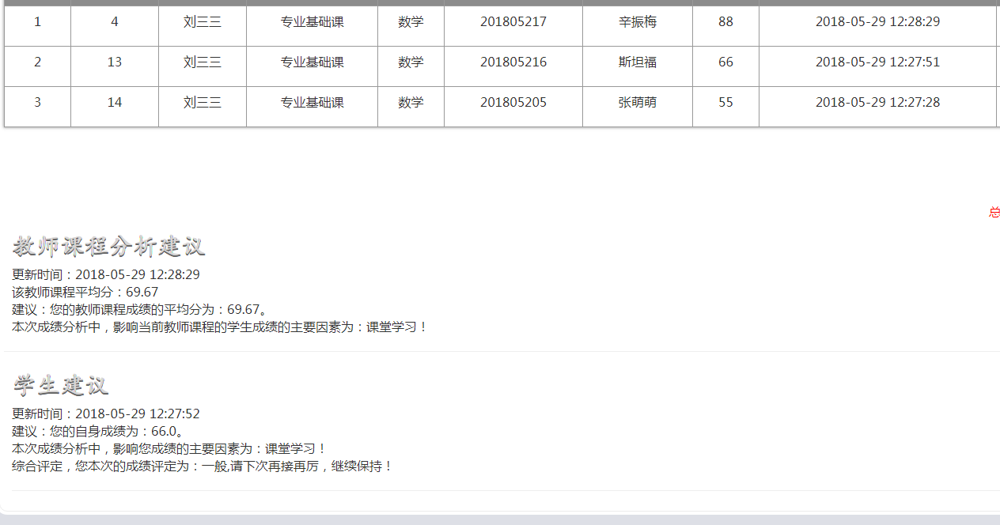 1 4 刘三三 专业基础课 数学 201805217 辛振梅 88 2018-05-29 12:28:29
2 13 刘三三 专业基础课 数学 201805216 斯坦福 66 2018-05-29 12:27:51
3 14 刘三三 专业基础课 数学 201805205 张萌萌 55 2018-05-29 12:27:28
总
教师课程分析建议
更新时间：2018-05-29 12:28:29
该教师课程平均分：69.67
建议：您的教师课程成绩的平均分为：69.67。
本次成绩分析中，影响当前教师课程的学生成绩的主要因素为：课堂学习！
学生建议
更新时间：2018-05-29 12:27:52
建议：您的自身成绩为：66.0。
本次成绩分析中，影响您成绩的主要因素为：课堂学习！
综合评定，您本次的成绩评定为：一般,请下次再接再厉，继续保持！